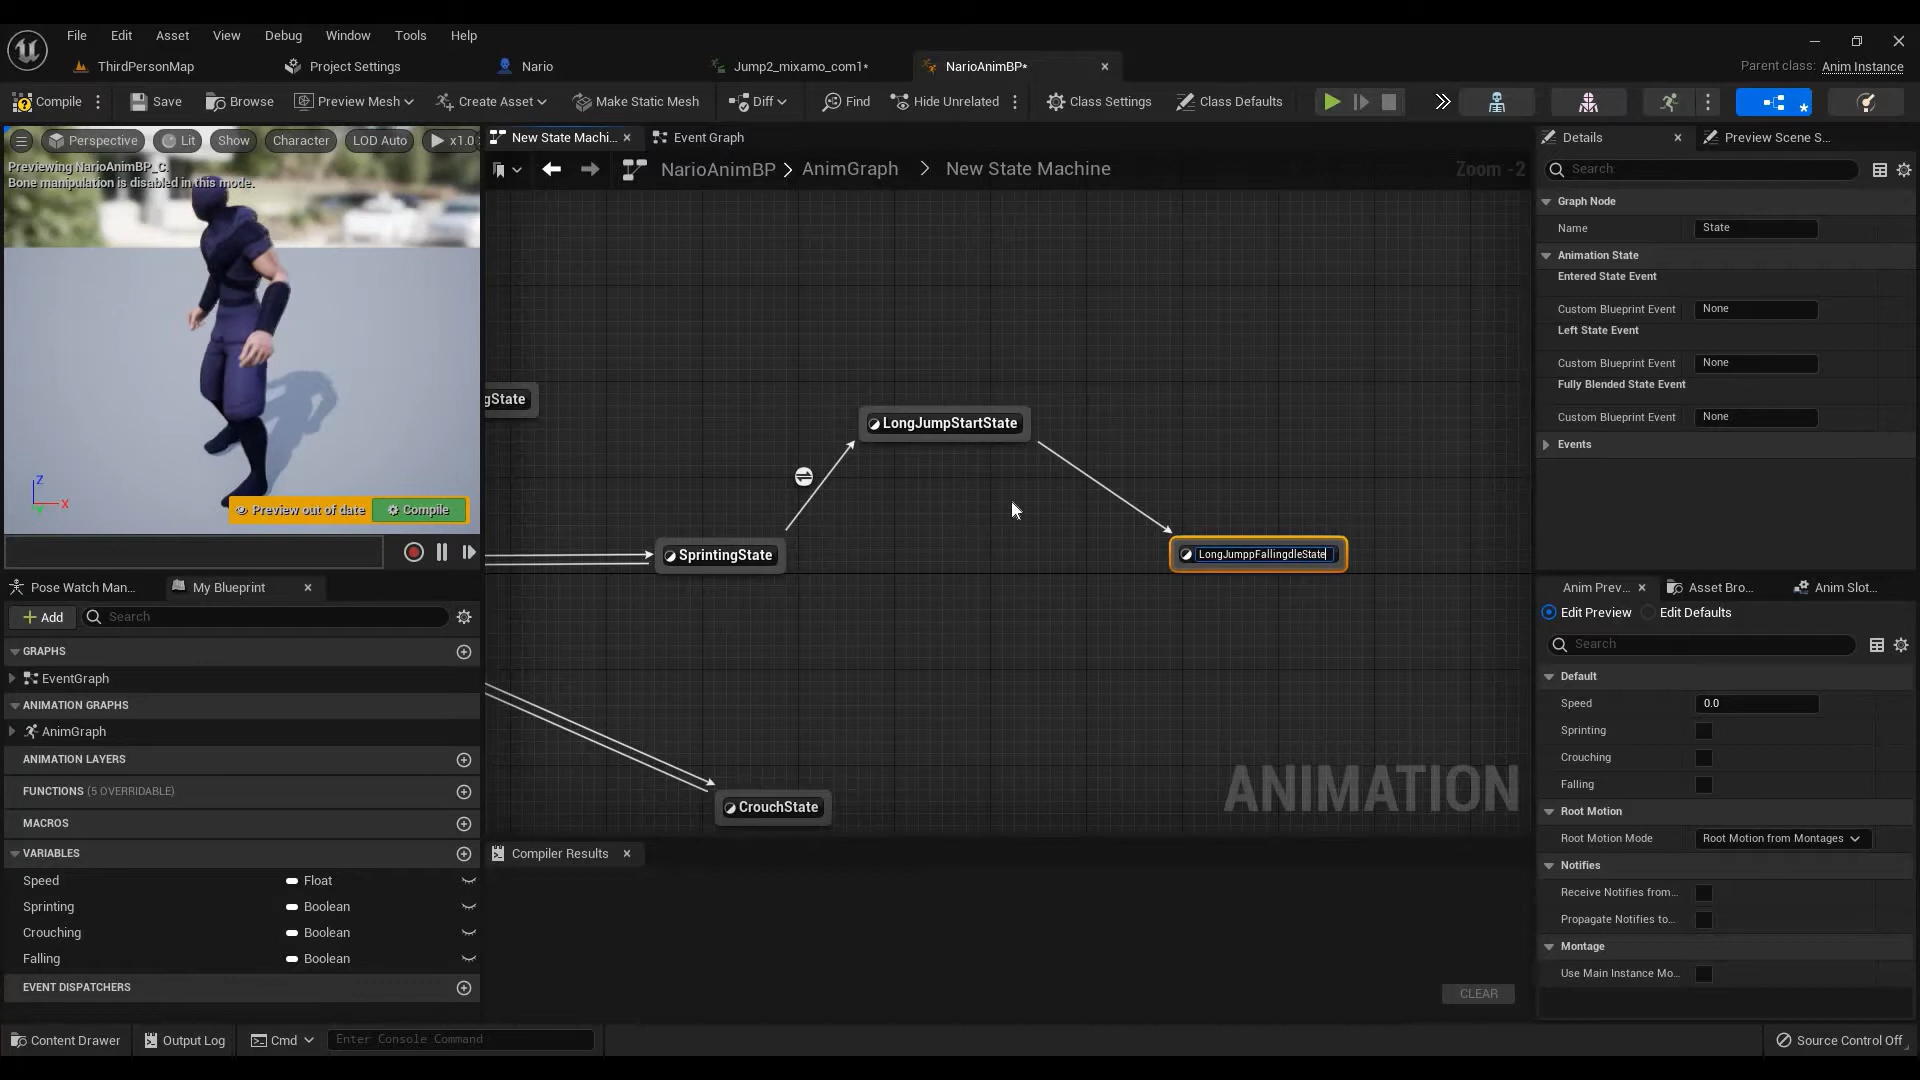 File Edit Asset View Debug Window Tools Help
ThirdPersonMap Project Settings Nario Jump2_mixamo_com1* NarioAnimBP* Parent class: Anim Instance
Compile Save Browse Preview Mesh Create Asset Make Static Mesh Diff Find Hide Unrelated Class Settings Class Defaults
Perspective Lit Show Character LOD Auto x1.0
Previewing NarioAnimBP_C.
Bone manipulation is disabled in this mode.
Z
X
Preview out of date Compile
New State Machi... Event Graph
NarioAnimBP > AnimGraph > New State Machine Zoom -2
gState
LongJumpStartState
SprintingState
LongJumppFallingdleState
CrouchState
ANIMATION
Compiler Results
CLEAR
Pose Watch Man... My Blueprint
Add Search
GRAPHS
EventGraph
ANIMATION GRAPHS
AnimGraph
ANIMATION LAYERS
FUNCTIONS (5 OVERRIDABLE)
MACROS
VARIABLES
Speed Float
Sprinting Boolean
Crouching Boolean
Falling Boolean
EVENT DISPATCHERS
Details Preview Scene S...
Search
Graph Node
Name State
Animation State
Entered State Event
Custom Blueprint Event None
Left State Event
Custom Blueprint Event None
Fully Blended State Event
Custom Blueprint Event None
Events
Anim Prev... Asset Bro... Anim Slot...
Edit Preview Edit Defaults
Search
Default
Speed 0.0
Sprinting
Crouching
Falling
Root Motion
Root Motion Mode Root Motion from Montages
Notifies
Receive Notifies from...
Propagate Notifies to...
Montage
Use Main Instance Mo...
Content Drawer Output Log Cmd Enter Console Command Source Control Off